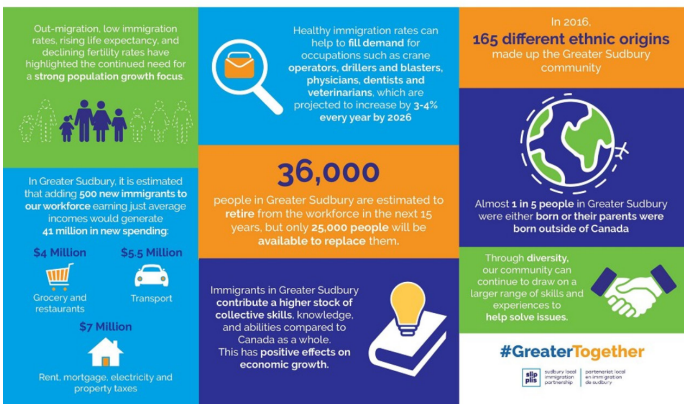 Out-migration, low immigration
rates, rising life expectancy, and
declining fertility rates have
highlighted the continued need for
a strong population growth focus.
In Greater Sudbury, it is estimated
that adding 500 new immigrants to
our workforce earning just average
incomes would generate
41 million in new spending:
$4 Million
Grocery and
restaurants
$5.5 Million
Transport
$7 Million
Rent, mortgage, electricity and
property taxes
Healthy immigration rates can
help to fill demand for
occupations such as crane
operators, drillers and blasters,
physicians, dentists and
veterinarians, which are
projected to increase by 3-4%
every year by 2026
36,000
people in Greater Sudbury are estimated to
retire from the workforce in the next 15
years, but only 25,000 people will be
available to replace them.
Immigrants in Greater Sudbury
contribute a higher stock of
collective skills, knowledge,
and abilities compared to
Canada as a whole.
This has positive effects on
economic growth.
In 2016,
165 different ethnic origins
made up the Greater Sudbury
community
Almost 1 in 5 people in Greater Sudbury
were either born or their parents were
born outside of Canada
Through diversity,
our community can
continue to draw on a
larger range of skills and
experiences to
help solve issues.
#GreaterTogether
slip
plis
sudbury local
immigration
partnership
partenariat local
en immigration
de sudbury